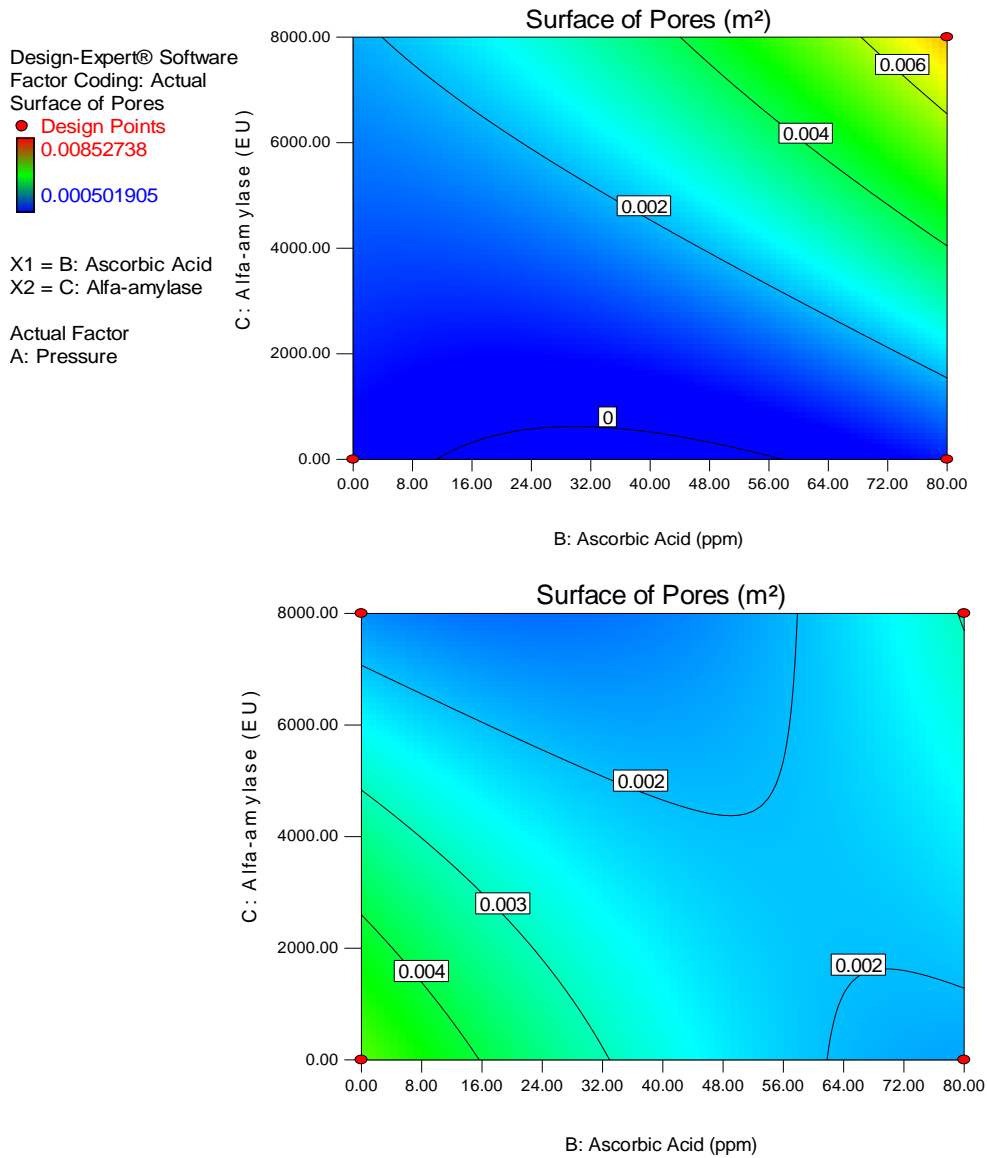 Surface of Pores (m²)
Design-Expert® Software
Factor Coding: Actual
Surface of Pores
Design Points
0.00852738
0.000501905
X1 = B: Ascorbic Acid
X2 = C: Alfa-amylase
Actual Factor
A: Pressure
C: Alfa-amylase (EU)
8000.00
6000.00
4000.00
2000.00
0.00
0.006
0.004
0.002
0
0.00 8.00 16.00 24.00 32.00 40.00 48.00 56.00 64.00 72.00 80.00
B: Ascorbic Acid (ppm)
Surface of Pores (m²)
C: Alfa-amylase (EU)
8000.00
6000.00
4000.00
2000.00
0.00
0.002
0.003
0.004
0.002
0.00 8.00 16.00 24.00 32.00 40.00 48.00 56.00 64.00 72.00 80.00
B: Ascorbic Acid (ppm)